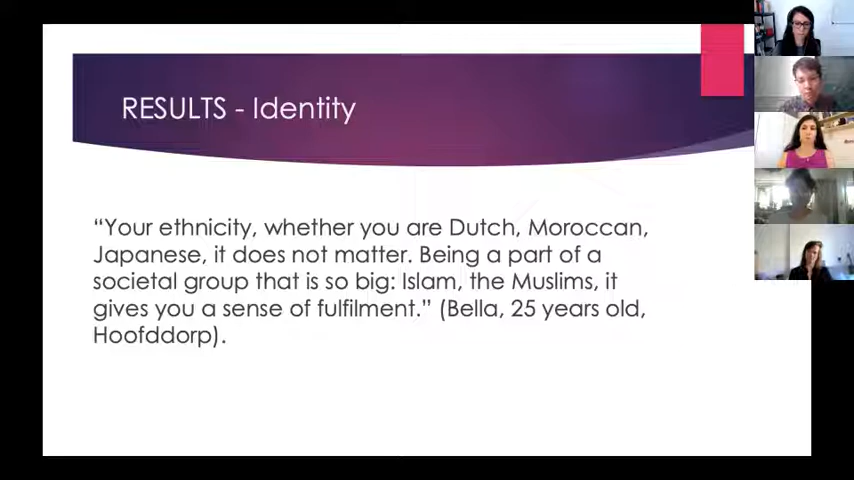 RESULTS - Identity
“Your ethnicity, whether you are Dutch, Moroccan,
Japanese, it does not matter. Being a part of a
societal group that is so big: Islam, the Muslims, it
gives you a sense of fulfilment.” (Bella, 25 years old,
Hoofddorp).